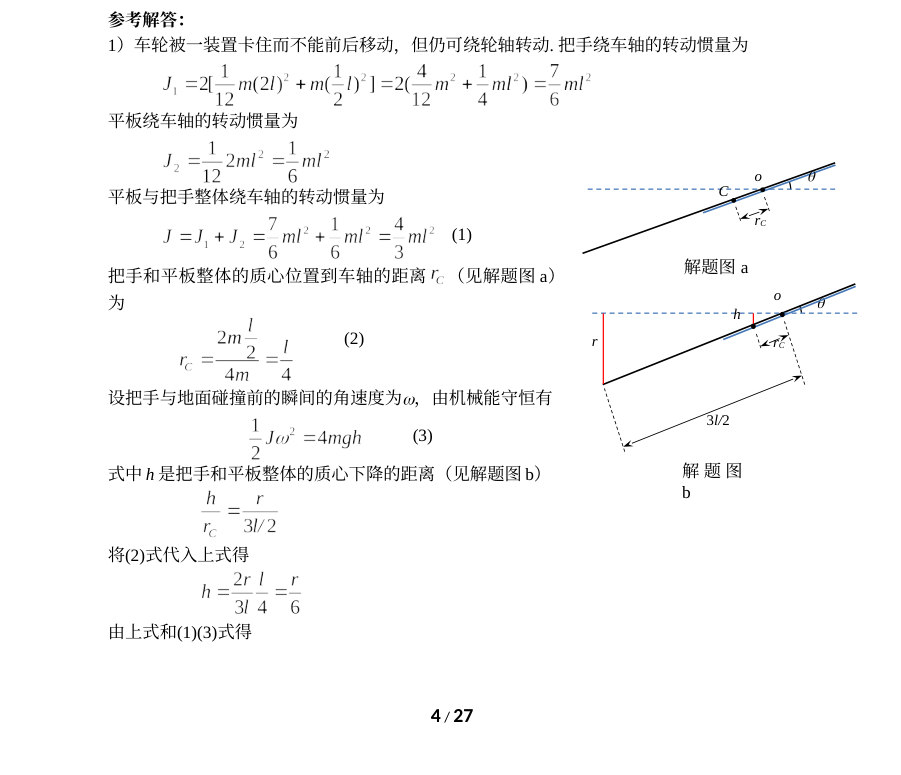 参考解答：
1）车轮被一装置卡住而不能前后移动，但仍可绕轮轴转动. 把手绕车轴的转动惯量为
J₁ =2[1/12 m(2l)² + m(1/2 l)²] =2(4/12 m² + 1/4 ml²) = 7/6 ml²
平板绕车轴的转动惯量为
J₂ = 1/12 2ml² = 1/6 ml²
平板与把手整体绕车轴的转动惯量为
J = J₁ + J₂ = 7/6 ml² + 1/6 ml² = 4/3 ml² (1)
把手和平板整体的质心位置到车轴的距离 r_C（见解题图 a）
为
r_C = (2m l/2)/4m = l/4 (2)
设把手与地面碰撞前的瞬间的角速度为ω，由机械能守恒有
1/2 Jω² = 4mgh (3)
式中 h 是把手和平板整体的质心下降的距离（见解题图 b）
h/r_C = r/(3l/2)
将(2)式代入上式得
h = 2r/3l l/4 = r/6
由上式和(1)(3)式得
C
o
θ
r_C
解题图 a
o
θ
h
r
r_C
3l/2
解 题 图
b
4 / 27